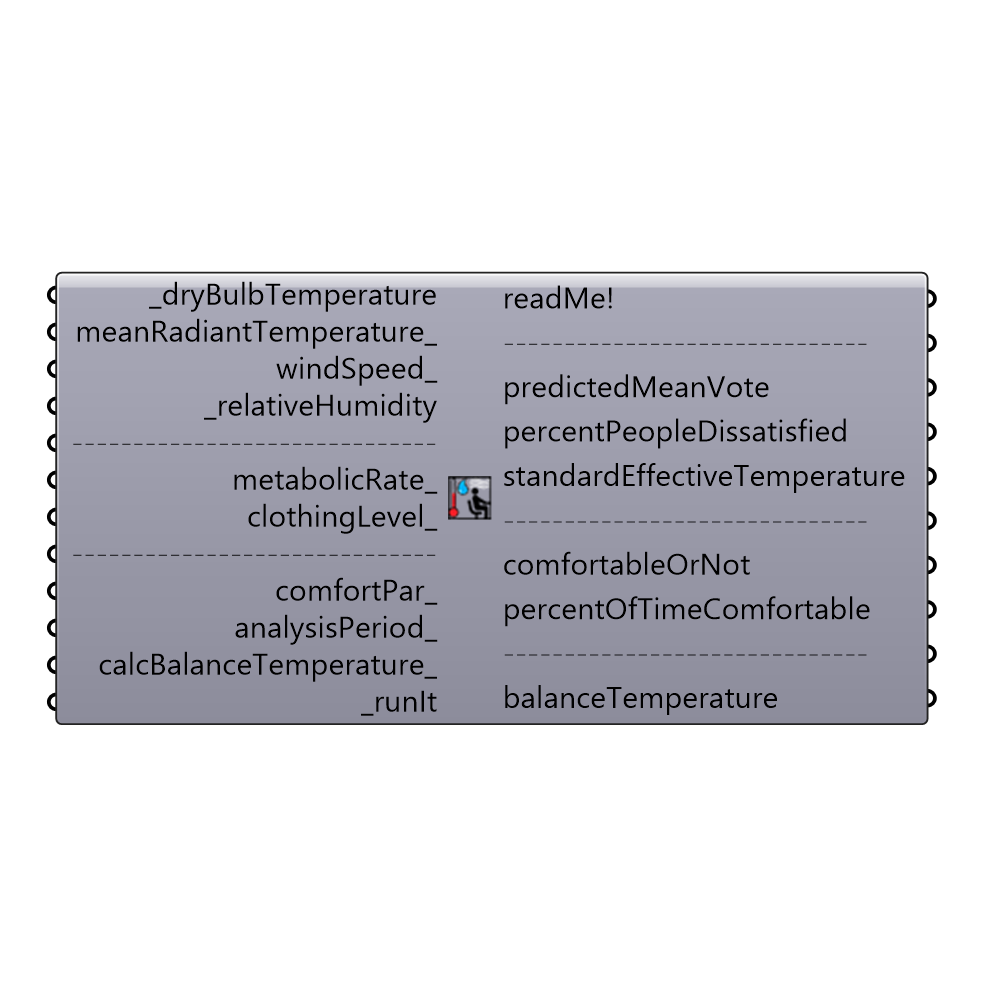 _dryBulbTemperature
meanRadiantTemperature_
windSpeed_
_relativeHumidity
------------------------------
metabolicRate_
clothingLevel_
------------------------------
comfortPar_
analysisPeriod_
calcBalanceTemperature_
_runIt
readMe!
------------------------------
predictedMeanVote
percentPeopleDissatisfied
standardEffectiveTemperature
------------------------------
comfortableOrNot
percentOfTimeComfortable
------------------------------
balanceTemperature